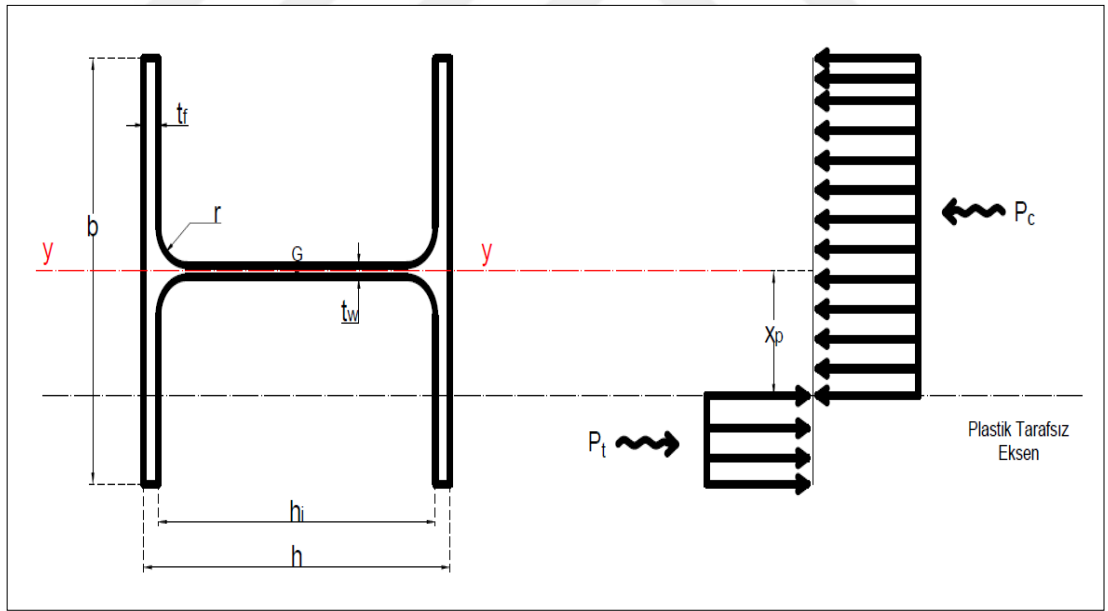 tf
r
b
y
G
y
tw
xp
Pc
Pt
Plastik Tarafsız
Eksen
hi
h